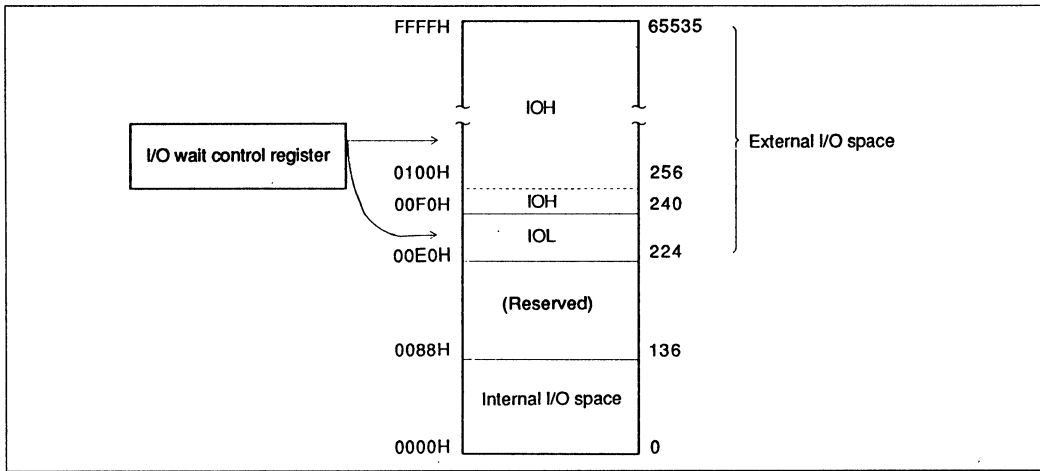 FFFFH 65535
IOH
I/O wait control register
External I/O space
0100H 256
00F0H IOH 240
IOL
00E0H 224
(Reserved)
0088H 136
Internal I/O space
0000H 0